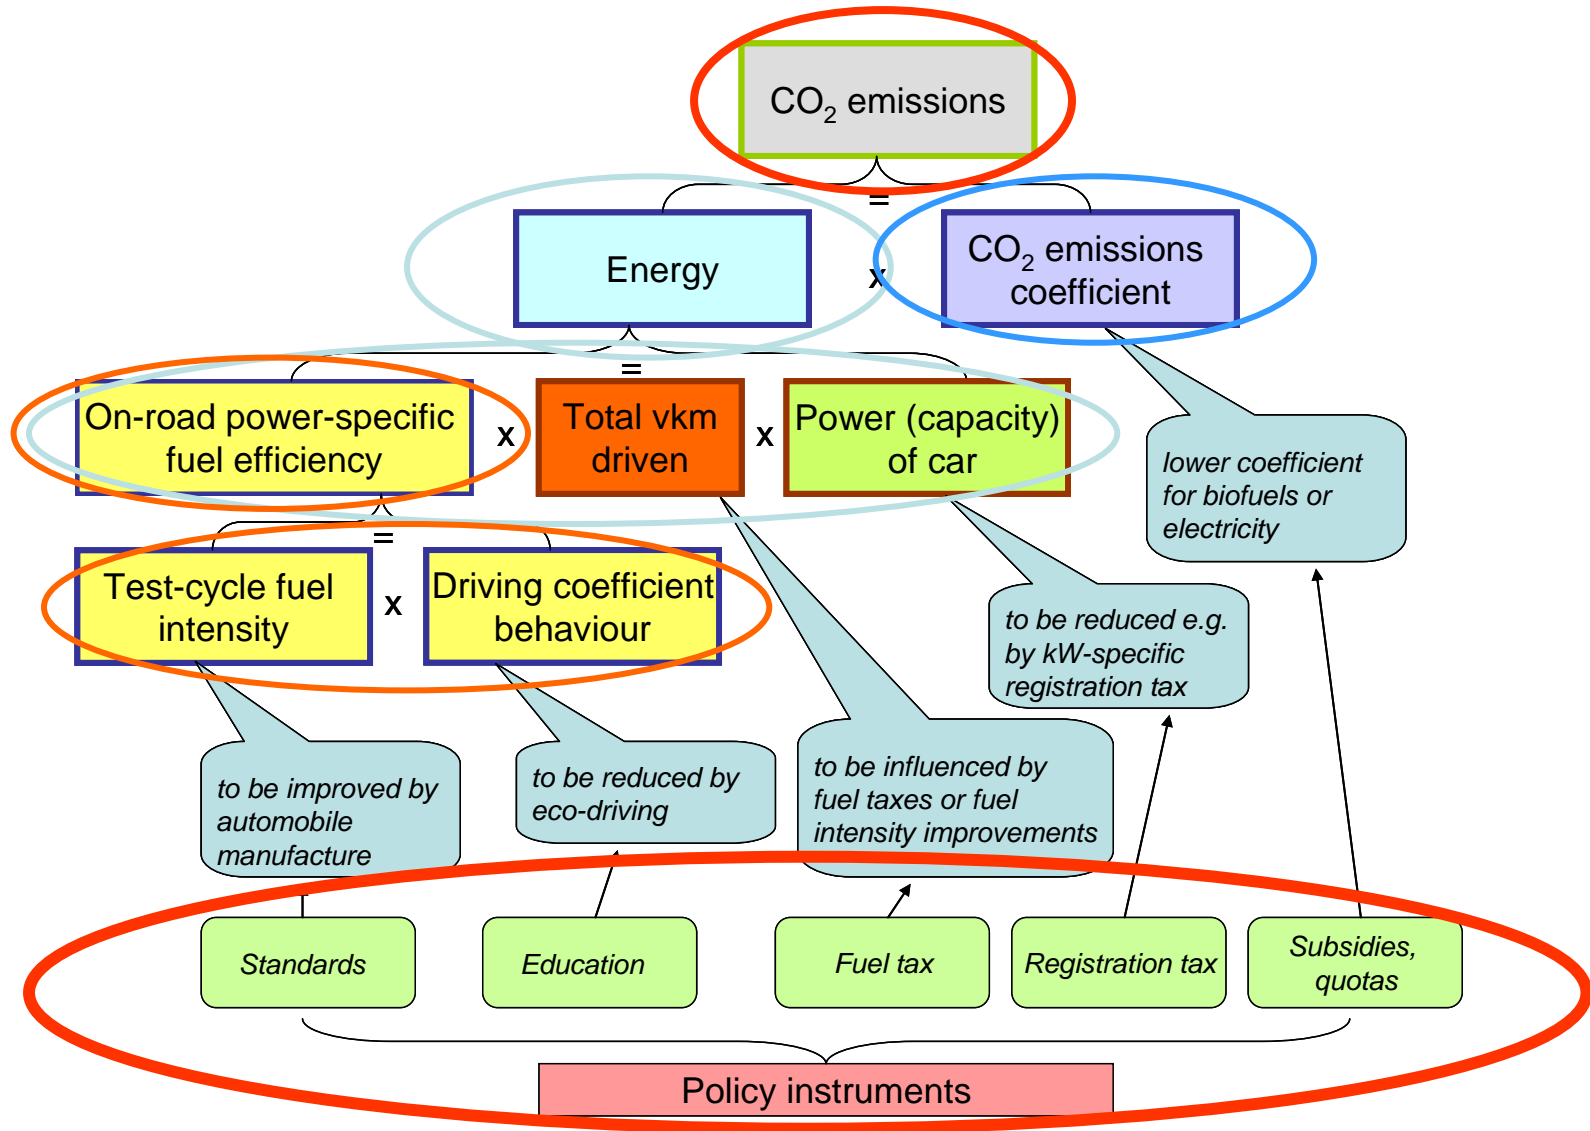 CO₂ emissions
=
Energy
x
CO₂ emissions
coefficient
=
On-road power-specific
fuel efficiency
x
Total vkm
driven
x
Power (capacity)
of car
lower coefficient
for biofuels or
electricity
=
Test-cycle fuel
intensity
x
Driving coefficient
behaviour
to be reduced e.g.
by kW-specific
registration tax
to be improved by
automobile
manufacture
to be reduced by
eco-driving
to be influenced by
fuel taxes or fuel
intensity improvements
Standards
Education
Fuel tax
Registration tax
Subsidies,
quotas
Policy instruments